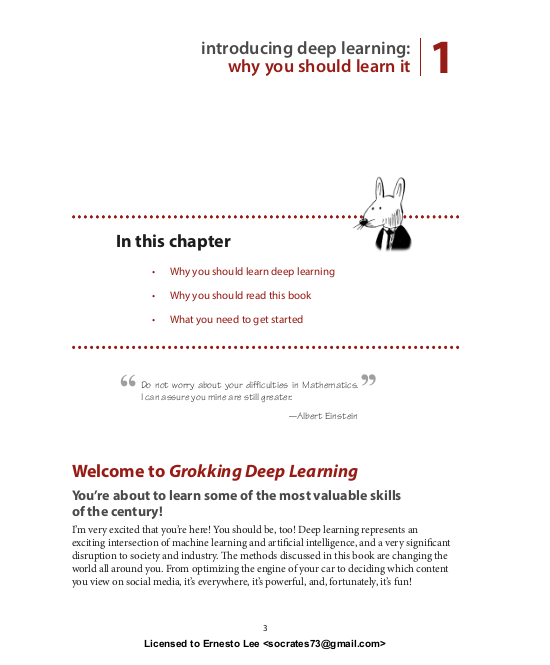 introducing deep learning:
why you should learn it
1
In this chapter
• Why you should learn deep learning
• Why you should read this book
• What you need to get started
“ Do not worry about your difficulties in Mathematics. ”
I can assure you mine are still greater.
—Albert Einstein
Welcome to Grokking Deep Learning
You’re about to learn some of the most valuable skills
of the century!
I’m very excited that you’re here! You should be, too! Deep learning represents an
exciting intersection of machine learning and artificial intelligence, and a very significant
disruption to society and industry. The methods discussed in this book are changing the
world all around you. From optimizing the engine of your car to deciding which content
you view on social media, it’s everywhere, it’s powerful, and, fortunately, it’s fun!
3
Licensed to Ernesto Lee <socrates73@gmail.com>